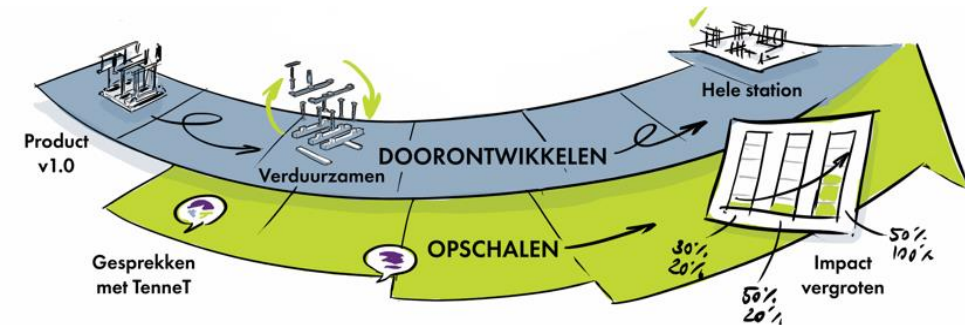 Product
v1.0
Verduurzamen
DOORONTWIKKELEN
Hele station
Gesprekken
met TenneT
OPSCHALEN
30%
20%
50%
20%
50%
100%
Impact
vergroten